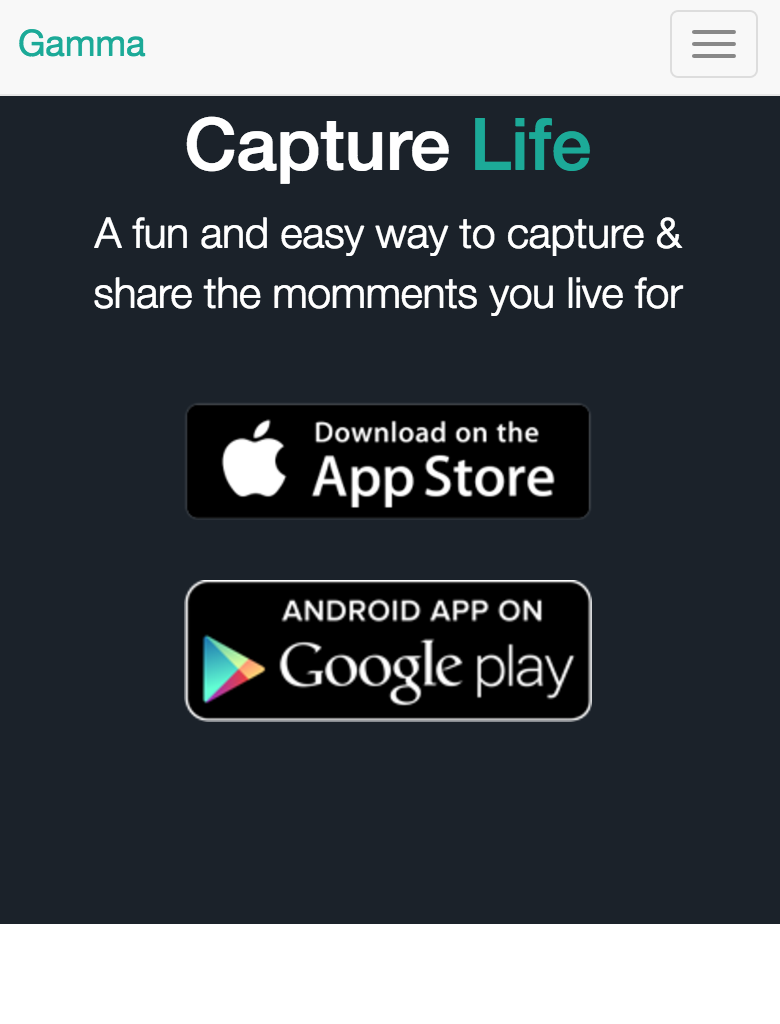 Gamma
Capture Life
A fun and easy way to capture &
share the momments you live for
Download on the
App Store
ANDROID APP ON
Google play